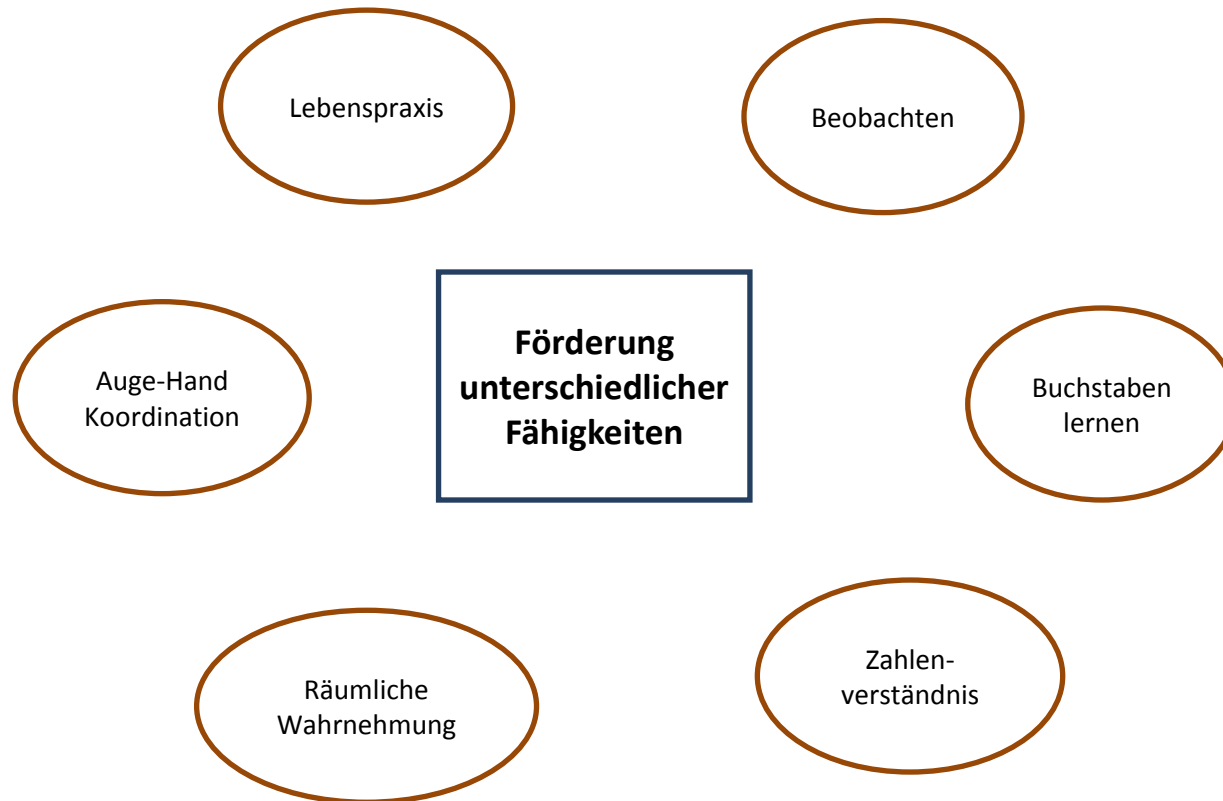 Lebenspraxis
Beobachten
Förderung
unterschiedlicher
Fähigkeiten
Auge-Hand
Koordination
Buchstaben
lernen
Räumliche
Wahrnehmung
Zahlen-
verständnis